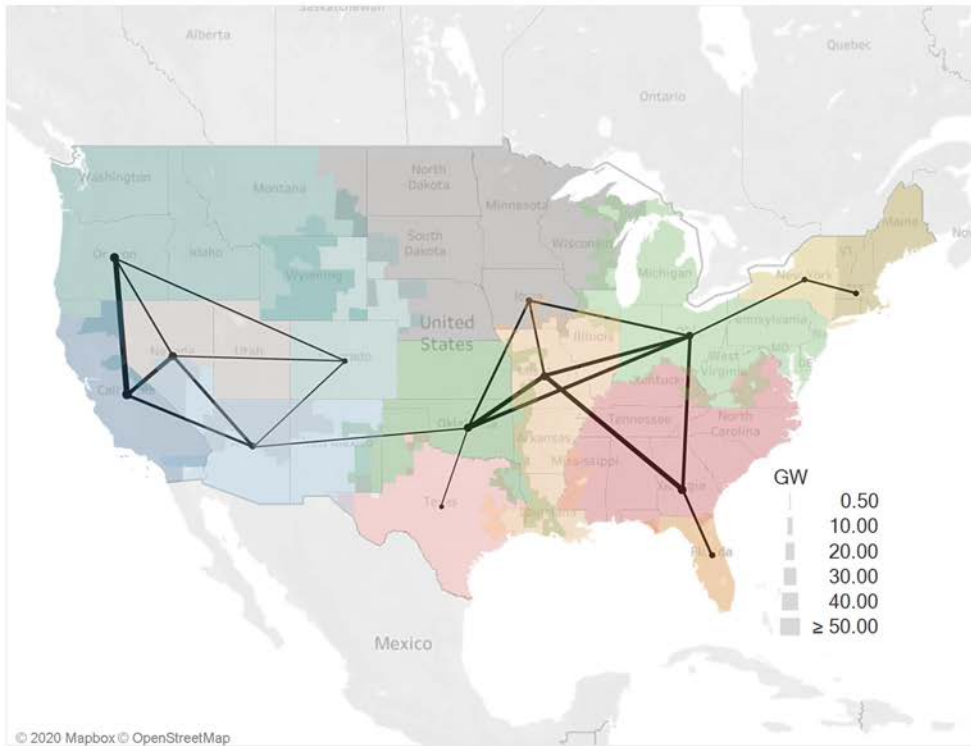 Saskatchewan
Alberta
Quebec
Ontario
Washington
Montana
North
Dakota
Minnesota
Maine
Oregon
Idaho
South
Dakota
Wisconsin
VT
Wyoming
Michigan
New York
Iowa
United
States
Nevada
Utah
Illinois
Pennsylvania
MD
DE
West
Virginia
Kentucky
Oklahoma
Tennessee
North
Carolina
Arkansas
Mississippi
Texas
Florida
Mexico
GW
0.50
10.00
20.00
30.00
40.00
≥ 50.00
© 2020 Mapbox © OpenStreetMap